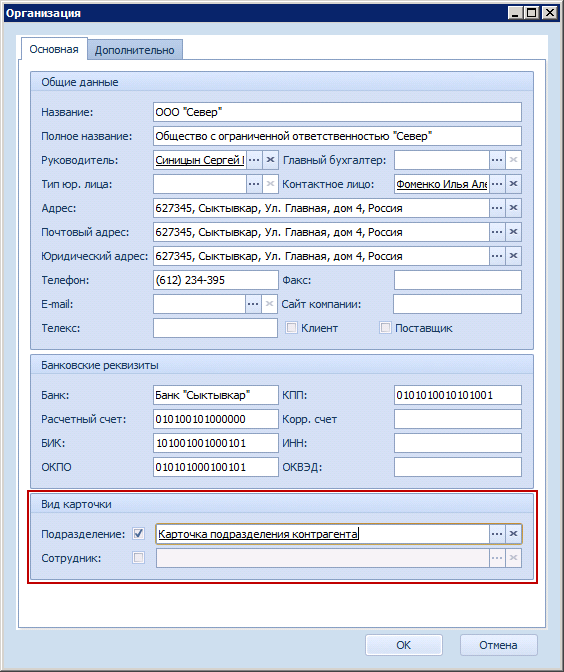 Организация
Основная Дополнительно
Общие данные
Название: ООО "Север"
Полное название: Общество с ограниченной ответственностью "Север"
Руководитель: Синицын Сергей Главный бухгалтер:
Тип юр. лица: Контактное лицо: Фоменко Илья Але
Адрес: 627345, Сыктывкар, Ул. Главная, дом 4, Россия
Почтовый адрес: 627345, Сыктывкар, Ул. Главная, дом 4, Россия
Юридический адрес: 627345, Сыктывкар, Ул. Главная, дом 4, Россия
Телефон: (612) 234-395 Факс:
E-mail: Сайт компании:
Телекс: Клиент Поставщик
Банковские реквизиты
Банк: Банк "Сыктывкар" КПП: 0101010010101001
Расчетный счет: 010100101000000 Корр. счет
БИК: 101001001000101 ИНН:
ОКПО 010101000100101 ОКВЭД:
Вид карточки
Подразделение: Карточка подразделения контрагента
Сотрудник:
OK Отмена